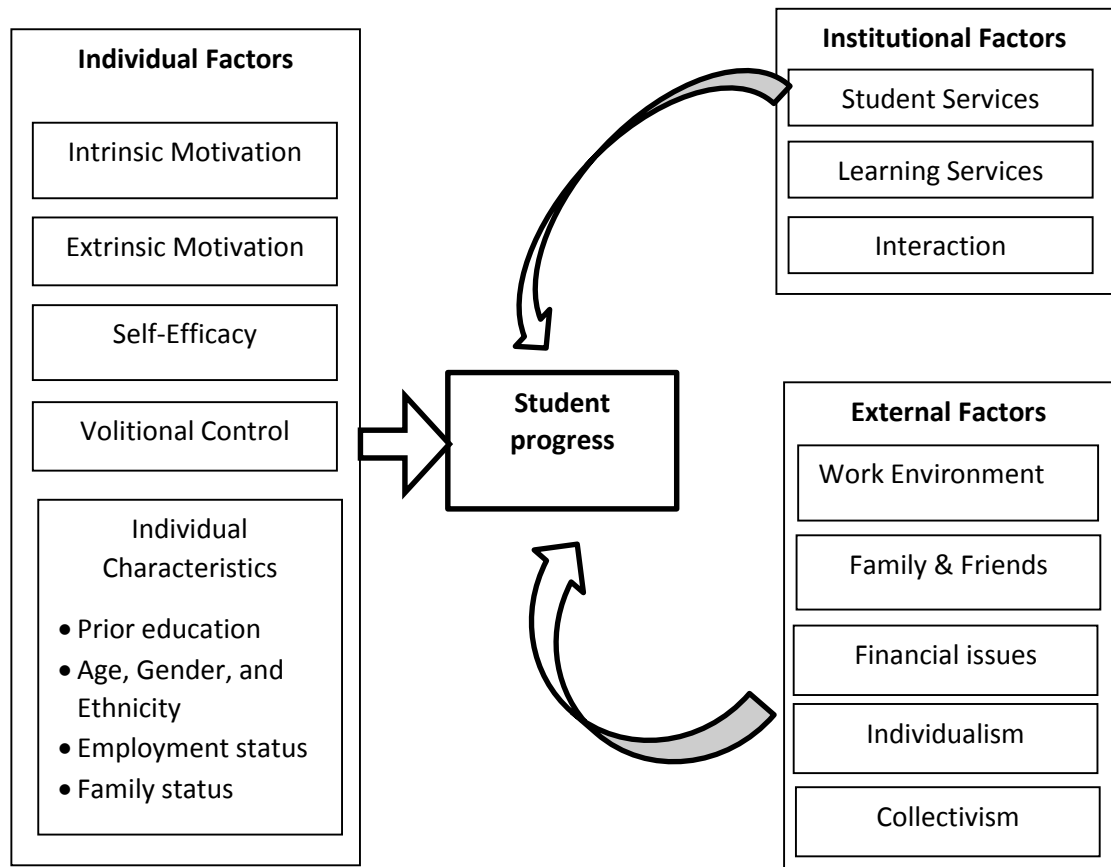 Individual Factors
Intrinsic Motivation
Extrinsic Motivation
Self-Efficacy
Volitional Control
Individual
Characteristics
• Prior education
• Age, Gender, and
Ethnicity
• Employment status
• Family status
Student
progress
Institutional Factors
Student Services
Learning Services
Interaction
External Factors
Work Environment
Family & Friends
Financial issues
Individualism
Collectivism